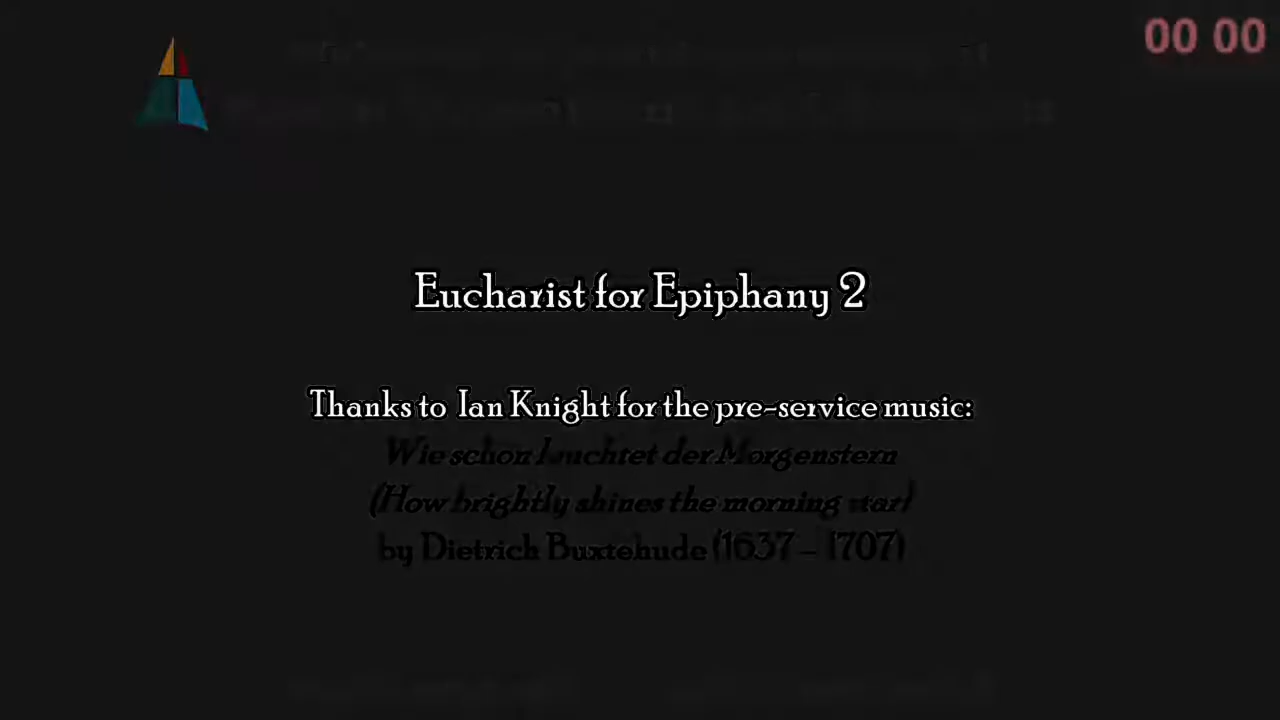 00 00
Eucharist for Epiphany 2
Thanks to Ian Knight for the pre-service music:
Wie schon leuchtet der Morgenstern
(How brightly shines the morning star)
by Dietrich Buxtehude (1637 – 1707)